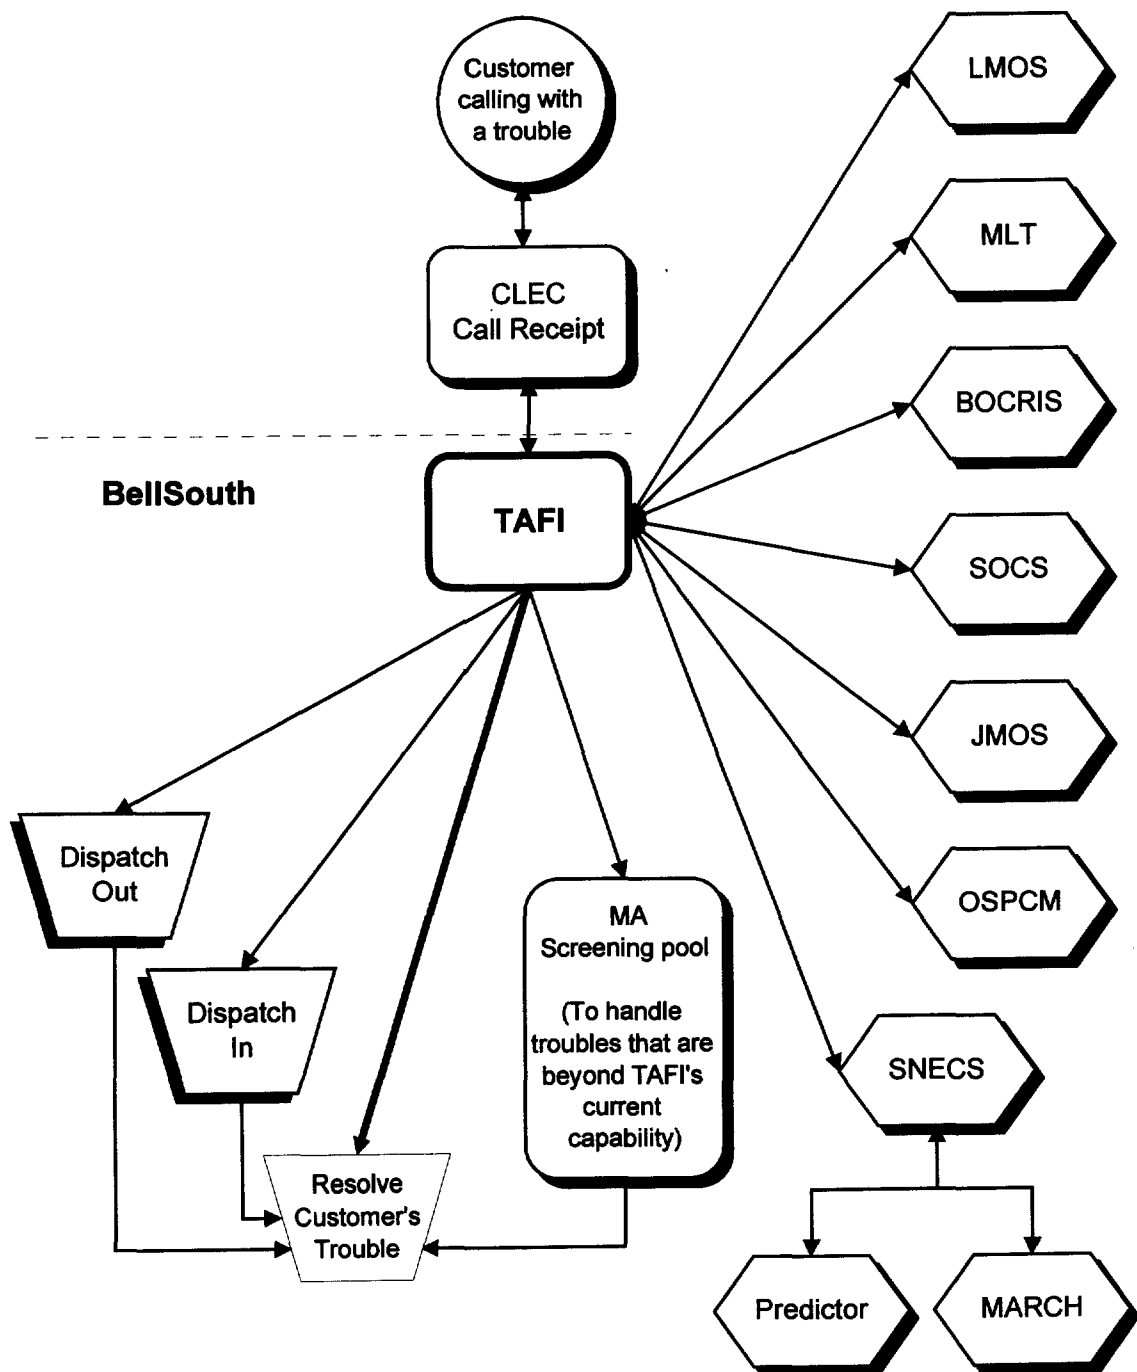 Customer
calling with
a trouble
LMOS
MLT
CLEC
Call Receipt
BOCRIS
BellSouth
TAFI
SOCS
JMOS
Dispatch
Out
OSPCM
MA
Screening pool
(To handle
troubles that are
beyond TAFI's
current
capability)
Dispatch
In
SNECS
Resolve
Customer's
Trouble
Predictor
MARCH